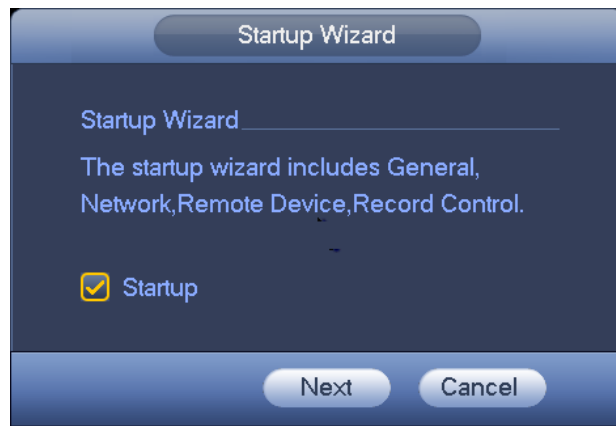 Startup Wizard
Startup Wizard
The startup wizard includes General,
Network,Remote Device,Record Control.
Startup
Next Cancel